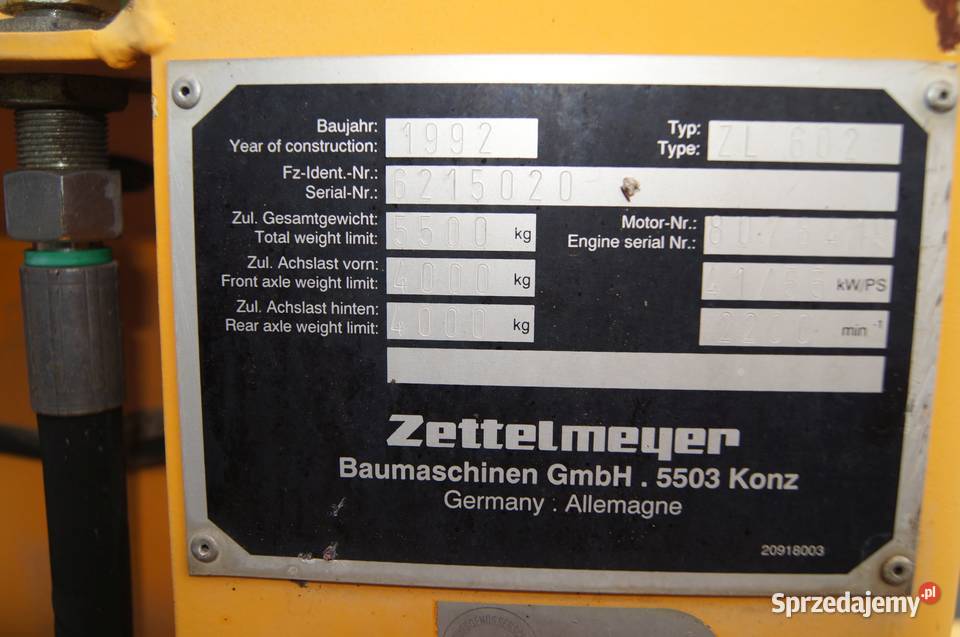 Baujahr:
Year of construction: 1992
Typ:
Type: ZL 602
Fz-Ident.-Nr.:
Serial-Nr.: 6215020
Zul. Gesamtgewicht:
Total weight limit: 5500 kg
Motor-Nr.:
Engine serial Nr.:
Zul. Achslast vorn:
Front axle weight limit: 4000 kg
kW/PS
Zul. Achslast hinten:
Rear axle weight limit: 4000 kg
2200 min -1
Zettelmeyer
Baumaschinen GmbH . 5503 Konz
Germany : Allemagne
20918003
Sprzedajemy.pl